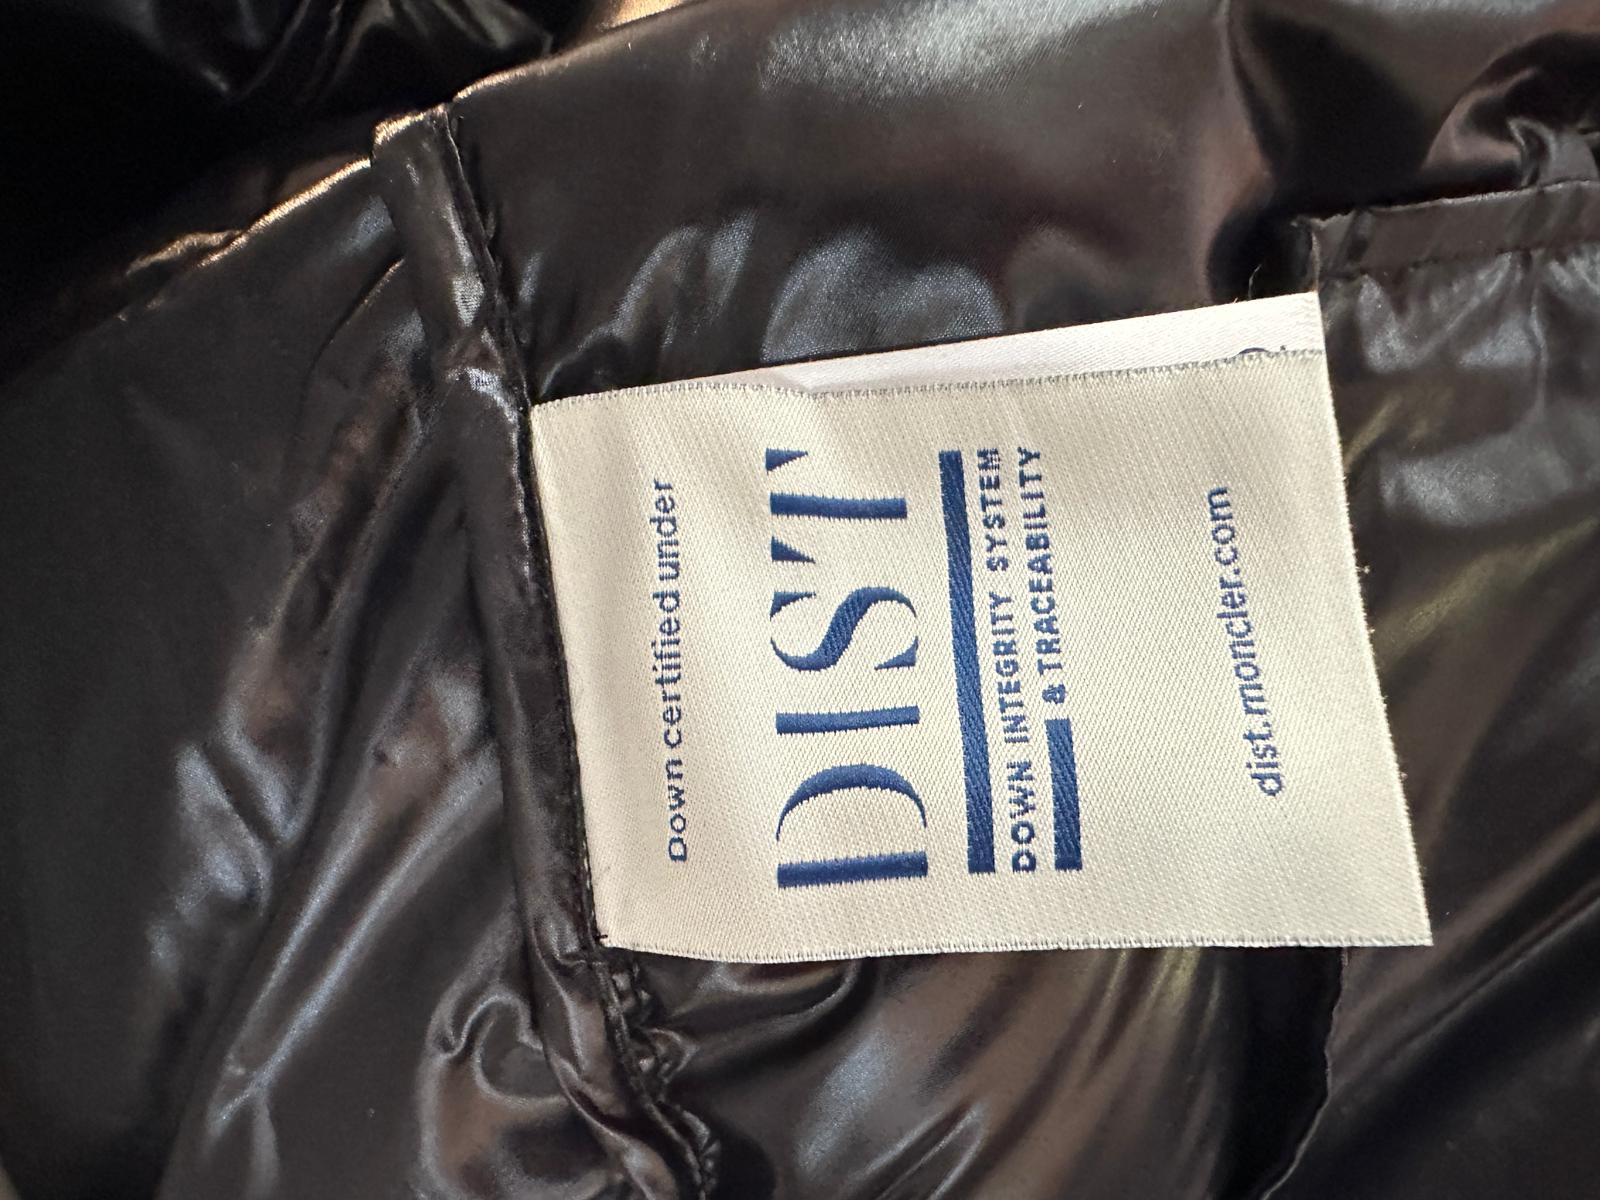 Down certified under
DIST
DOWN INTEGRITY SYSTEM
& TRACEABILITY
dist.moncler.com